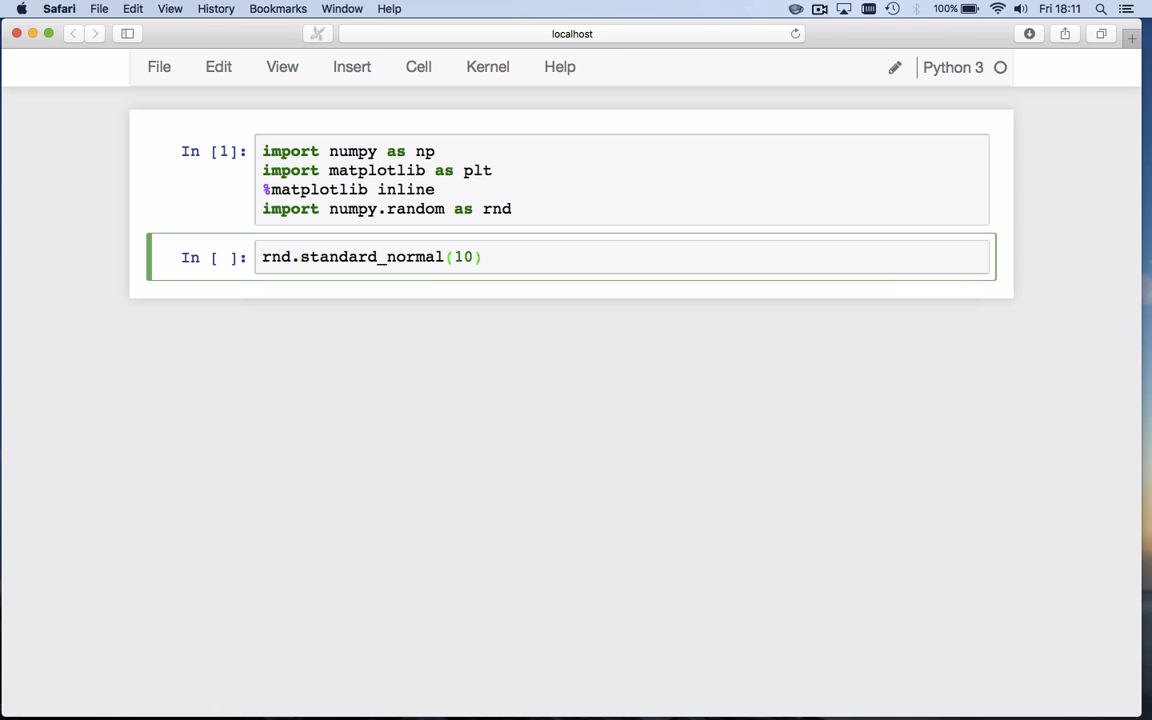 Safari File Edit View History Bookmarks Window Help 100% Fri 18:11
localhost
File Edit View Insert Cell Kernel Help Python 3
In [1]: import numpy as np
import matplotlib as plt
%matplotlib inline
import numpy.random as rnd
In [ ]: rnd.standard_normal(10)